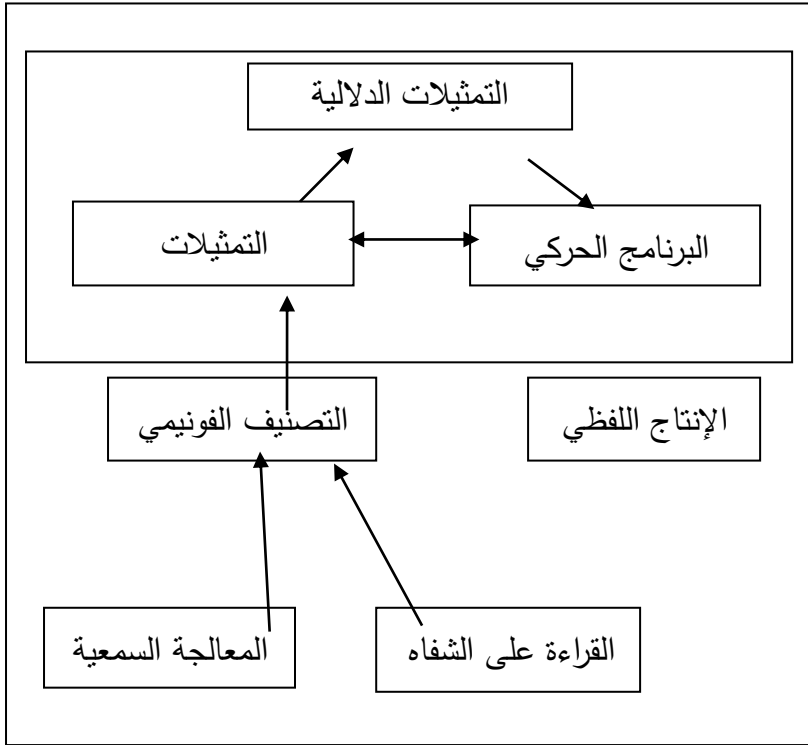 التمثيلات الدلالية
البرنامج الحركي
التمثيلات
الإنتاج اللفظي
التصنيف الفونيمي
القراءة على الشفاه
المعالجة السمعية